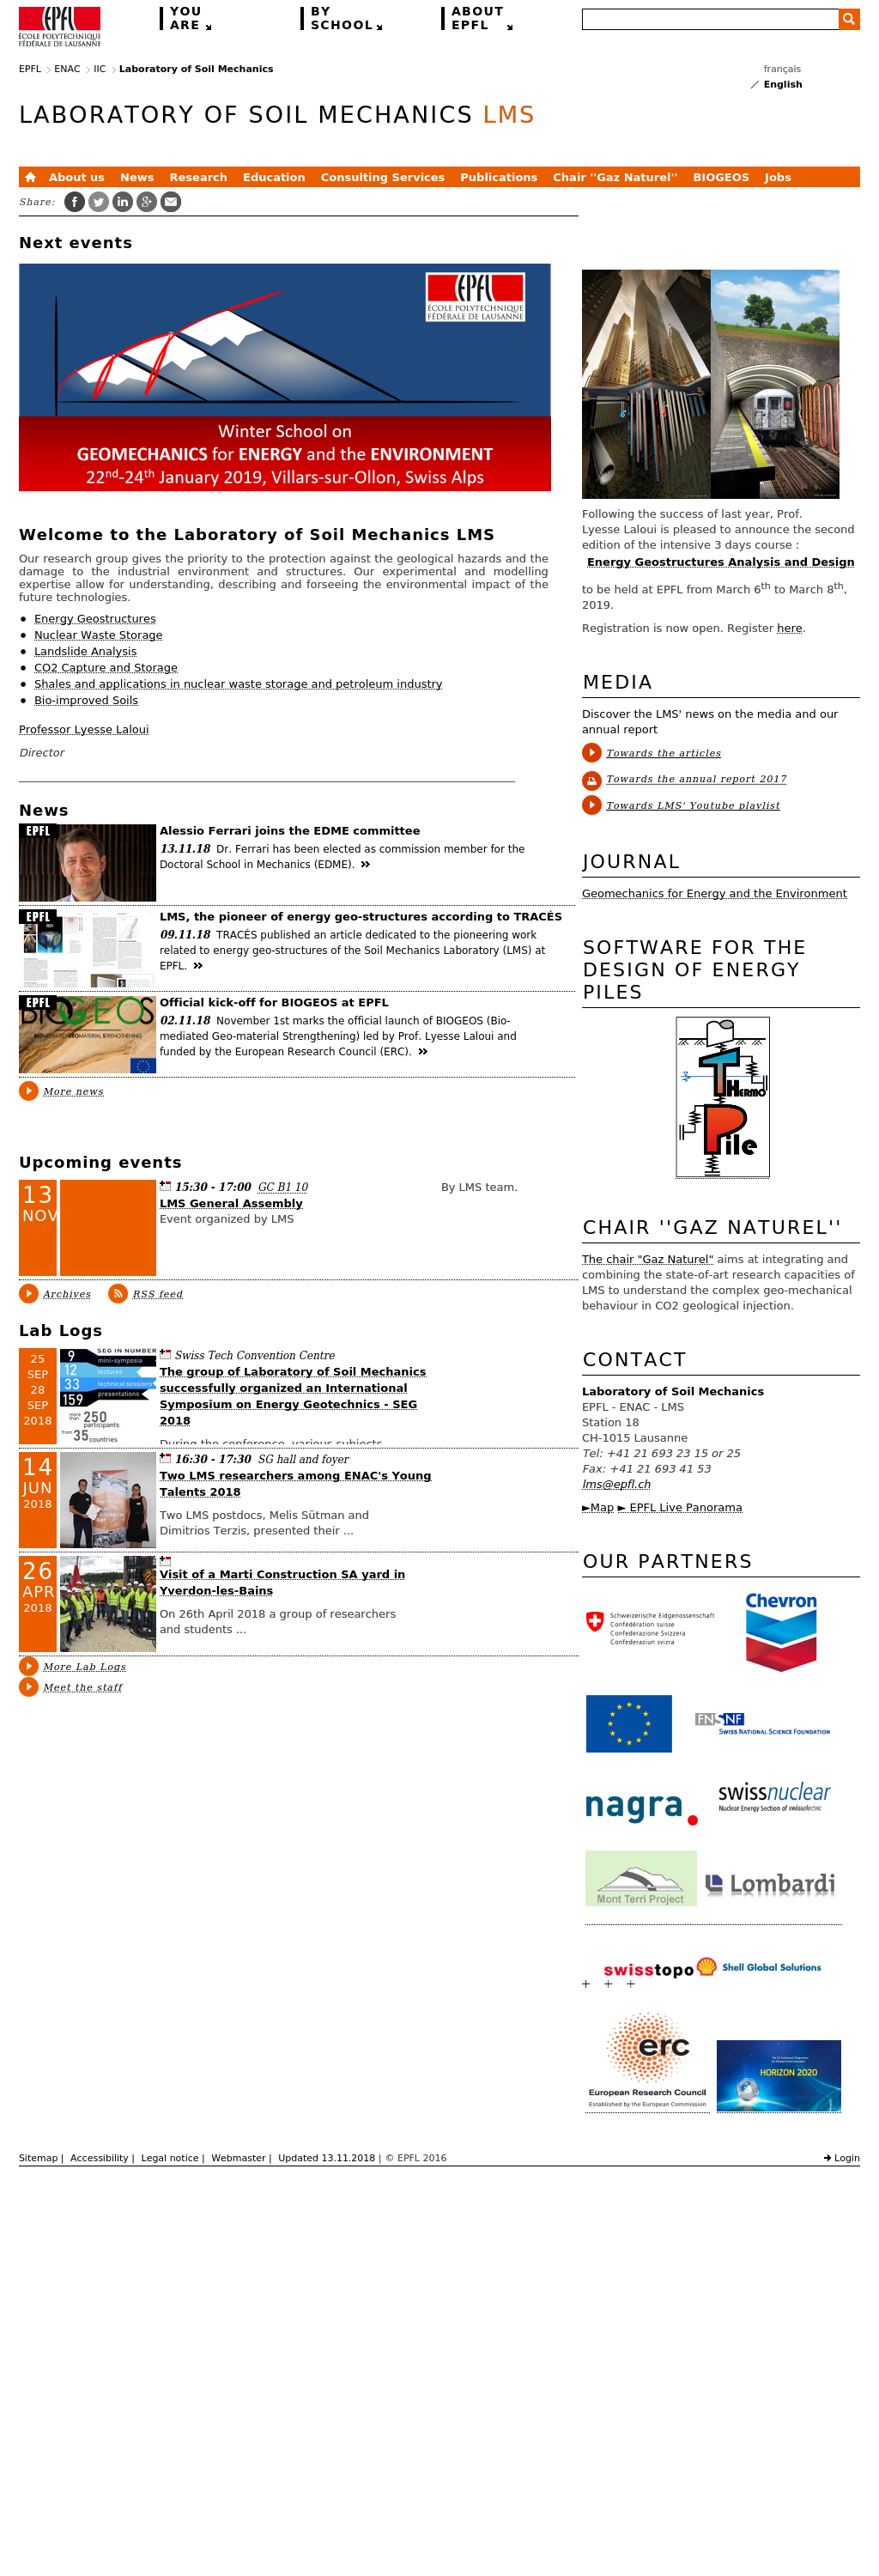 EPFL
ÉCOLE POLYTECHNIQUE
FÉDÉRALE DE LAUSANNE
YOU
ARE
BY
SCHOOL
ABOUT
EPFL
EPFL ENAC IIC Laboratory of Soil Mechanics
français
English
LABORATORY OF SOIL MECHANICS LMS
About us News Research Education Consulting Services Publications Chair ''Gaz Naturel'' BIOGEOS Jobs
Share:
Next events
EPFL
ÉCOLE POLYTECHNIQUE
FÉDÉRALE DE LAUSANNE
Winter School on
GEOMECHANICS for ENERGY and the ENVIRONMENT
22nd-24th January 2019, Villars-sur-Ollon, Swiss Alps
Welcome to the Laboratory of Soil Mechanics LMS
Our research group gives the priority to the protection against the geological hazards and the
damage to the industrial environment and structures. Our experimental and modelling
expertise allow for understanding, describing and forseeing the environmental impact of the
future technologies.
Energy Geostructures
Nuclear Waste Storage
Landslide Analysis
CO2 Capture and Storage
Shales and applications in nuclear waste storage and petroleum industry
Bio-improved Soils
Professor Lyesse Laloui
Director
News
EPFL
Alessio Ferrari joins the EDME committee
13.11.18 Dr. Ferrari has been elected as commission member for the
Doctoral School in Mechanics (EDME).
EPFL
LMS, the pioneer of energy geo-structures according to TRACÉS
09.11.18 TRACÉS published an article dedicated to the pioneering work
related to energy geo-structures of the Soil Mechanics Laboratory (LMS) at
EPFL.
EPFL
BIOGEOS
Official kick-off for BIOGEOS at EPFL
02.11.18 November 1st marks the official launch of BIOGEOS (Bio-
mediated Geo-material Strengthening) led by Prof. Lyesse Laloui and
funded by the European Research Council (ERC).
More news
Upcoming events
13
NOV
15:30 - 17:00 GC B1 10
By LMS team.
LMS General Assembly
Event organized by LMS
Archives RSS feed
Lab Logs
25
SEP
28
SEP
2018
SEG IN NUMBER
9 mini-symposia
12 lectures
33 technical sessions
159 presentations
more than 250 participants
from 35 countries
Swiss Tech Convention Centre
The group of Laboratory of Soil Mechanics
successfully organized an International
Symposium on Energy Geotechnics - SEG
2018
During the conference, various subjects
14
JUN
2018
16:30 - 17:30 SG hall and foyer
Two LMS researchers among ENAC's Young
Talents 2018
Two LMS postdocs, Melis Sütman and
Dimitrios Terzis, presented their ...
26
APR
2018
Visit of a Marti Construction SA yard in
Yverdon-les-Bains
On 26th April 2018 a group of researchers
and students ...
More Lab Logs
Meet the staff
Following the success of last year, Prof.
Lyesse Laloui is pleased to announce the second
edition of the intensive 3 days course :
Energy Geostructures Analysis and Design
to be held at EPFL from March 6th to March 8th,
2019.
Registration is now open. Register here.
MEDIA
Discover the LMS' news on the media and our
annual report
Towards the articles
Towards the annual report 2017
Towards LMS' Youtube playlist
JOURNAL
Geomechanics for Energy and the Environment
SOFTWARE FOR THE
DESIGN OF ENERGY
PILES
THERMO
Pile
CHAIR ''GAZ NATUREL''
The chair "Gaz Naturel" aims at integrating and
combining the state-of-art research capacities of
LMS to understand the complex geo-mechanical
behaviour in CO2 geological injection.
CONTACT
Laboratory of Soil Mechanics
EPFL - ENAC - LMS
Station 18
CH-1015 Lausanne
Tel: +41 21 693 23 15 or 25
Fax: +41 21 693 41 53
lms@epfl.ch
►Map ► EPFL Live Panorama
OUR PARTNERS
Schweizerische Eidgenossenschaft
Confédération suisse
Confederazione Svizzera
Confederaziun svizra
Chevron
FNSNF
SWISS NATIONAL SCIENCE FOUNDATION
nagra
swissnuclear
Nuclear Energy Section of swisselectric
Mont Terri Project
Lombardi
swisstopo
Shell Global Solutions
erc
European Research Council
Established by the European Commission
HORIZON 2020
Sitemap | Accessibility | Legal notice | Webmaster | Updated 13.11.2018 | © EPFL 2016
Login